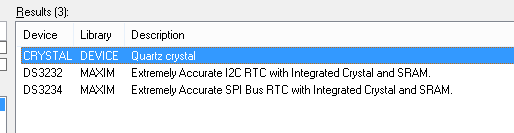 Results (3):
Device Library Description
CRYSTAL DEVICE Quartz crystal
DS3232 MAXIM Extremely Accurate I2C RTC with Integrated Crystal and SRAM.
DS3234 MAXIM Extremely Accurate SPI Bus RTC with Integrated Crystal and SRAM.